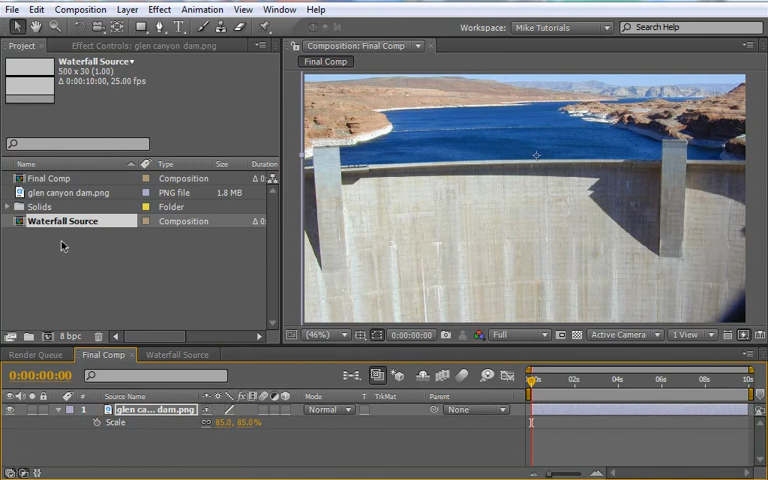 File Edit Composition Layer Effect Animation View Window Help
Workspace: Mike Tutorials Search Help
Project Effect Controls: glen canyon dam.png Composition: Final Comp
Waterfall Source
500 x 30 (1.00)
Δ 0:00:10:00, 25.00 fps
Final Comp
Name Type Size Duration
Final Comp Composition Δ 0:
glen canyon dam.png PNG file 1.8 MB
Solids Folder
Waterfall Source Composition Δ 0:
8 bpc (46%) 0:00:00:00 Full Active Camera 1 View
Render Queue Final Comp Waterfall Source
0:00:00:00
00s 02s 04s 06s 08s 10s
# Source Name Mode T TrkMat Parent
1 glen ca... dam.png Normal None
Scale 85.0, 85.0%